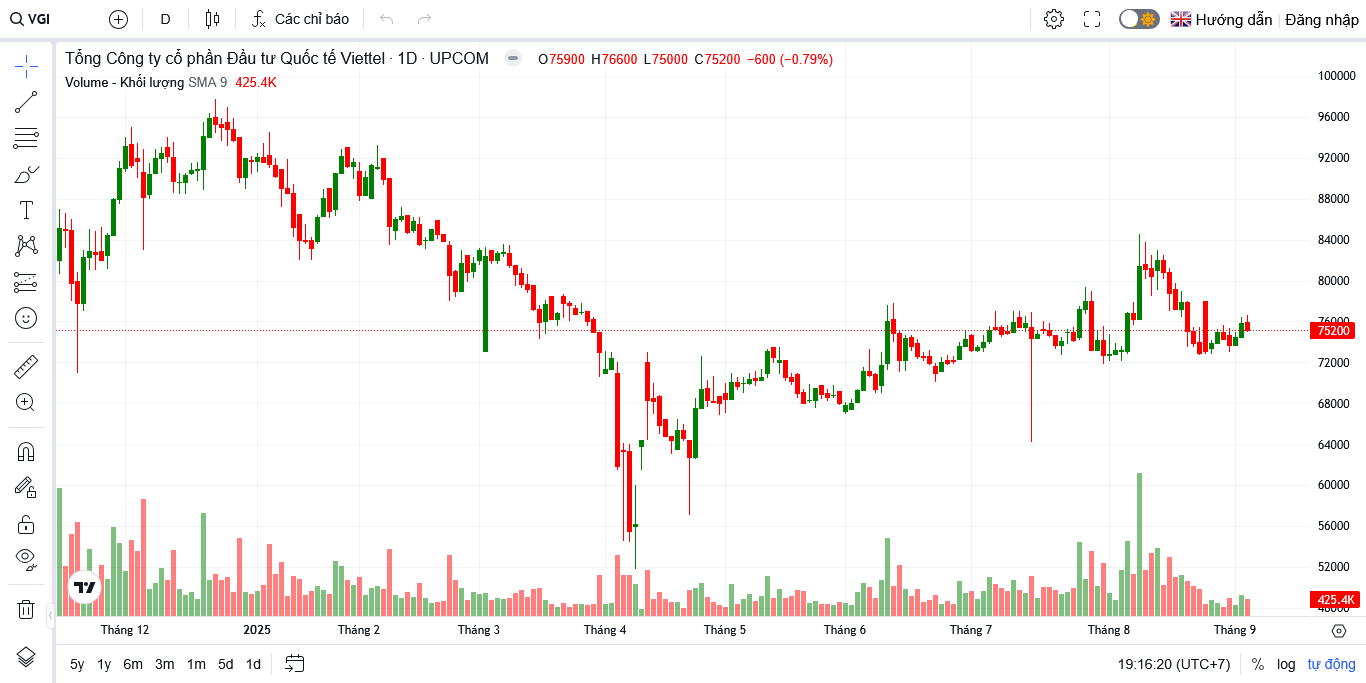 VGI D Các chỉ báo Hướng dẫn Đăng nhập
Tổng Công ty cổ phần Đầu tư Quốc tế Viettel · 1D · UPCOM O75900 H76600 L75000 C75200 −600 (−0.79%)
Volume - Khối lượng SMA 9 425.4K
100000
96000
92000
88000
84000
80000
76000
75200
72000
68000
64000
60000
56000
52000
425.4K
48000
Tháng 12 2025 Tháng 2 Tháng 3 Tháng 4 Tháng 5 Tháng 6 Tháng 7 Tháng 8 Tháng 9
5y 1y 6m 3m 1m 5d 1d 19:16:20 (UTC+7) % log tự động